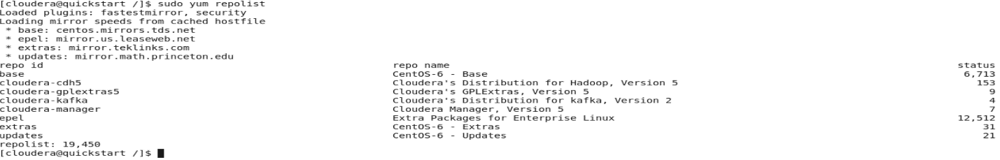 [cloudera@quickstart /]$ sudo yum repolist
Loaded plugins: fastestmirror, security
Loading mirror speeds from cached hostfile
 * base: centos.mirrors.tds.net
 * epel: mirror.us.leaseweb.net
 * extras: mirror.teklinks.com
 * updates: mirror.math.princeton.edu
repo id repo name status
base CentOS-6 - Base 6,713
cloudera-cdh5 Cloudera's Distribution for Hadoop, Version 5 153
cloudera-gplextras5 Cloudera's GPLExtras, Version 5 9
cloudera-kafka Cloudera's Distribution for kafka, Version 2 4
cloudera-manager Cloudera Manager, Version 5 7
epel Extra Packages for Enterprise Linux 12,512
extras CentOS-6 - Extras 31
updates CentOS-6 - Updates 21
repolist: 19,450
[cloudera@quickstart /]$